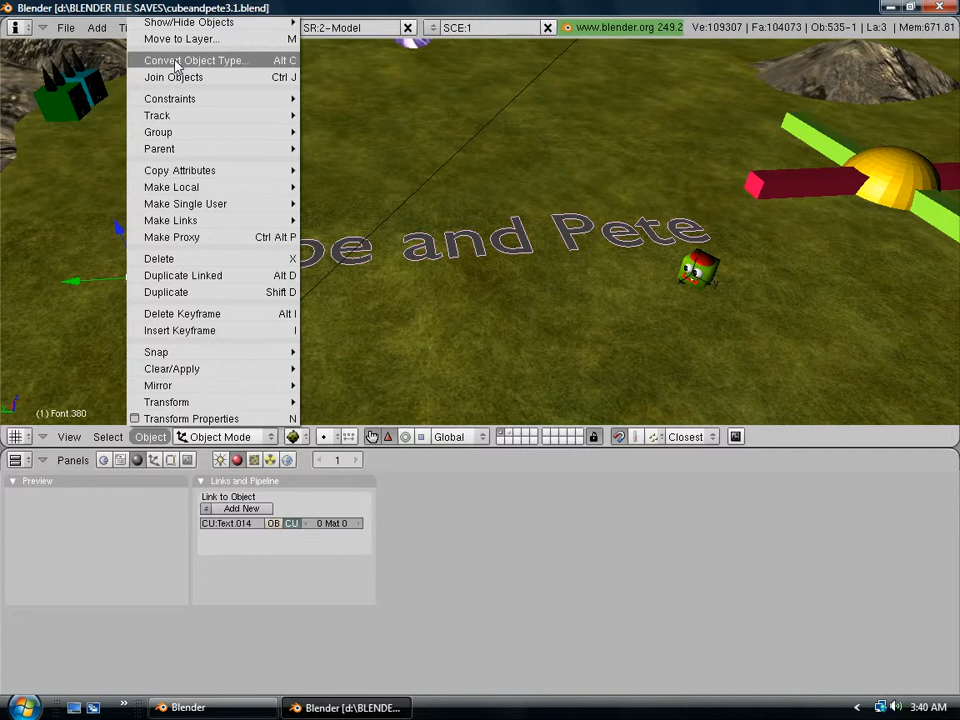 Blender [d:\BLENDER FILE SAVES\cubeandpete3.1.blend]
File Add
SR:2-Model
SCE:1
www.blender.org 249.2
Ve:109307 | Fa:104073 | Ob:535-1 | Mem:671.81
Show/Hide Objects
Move to Layer... M
Convert Object Type... Alt C
Join Objects Ctrl J
Constraints
Track
Group
Parent
Copy Attributes
Make Local
Make Single User
Make Links
Make Proxy Ctrl Alt P
Delete X
Duplicate Linked Alt D
Duplicate Shift D
Delete Keyframe Alt I
Insert Keyframe I
Snap
Clear/Apply
Mirror
Transform
Transform Properties N
and Pete
(1) Font.380
View Select Object Object Mode Global Closest
Panels 1
Preview
Links and Pipeline
Link to Object
Add New
CU:Text.014 OB CU 0 Mat 0
Blender
Blender [d:\BLENDE...
3:40 AM